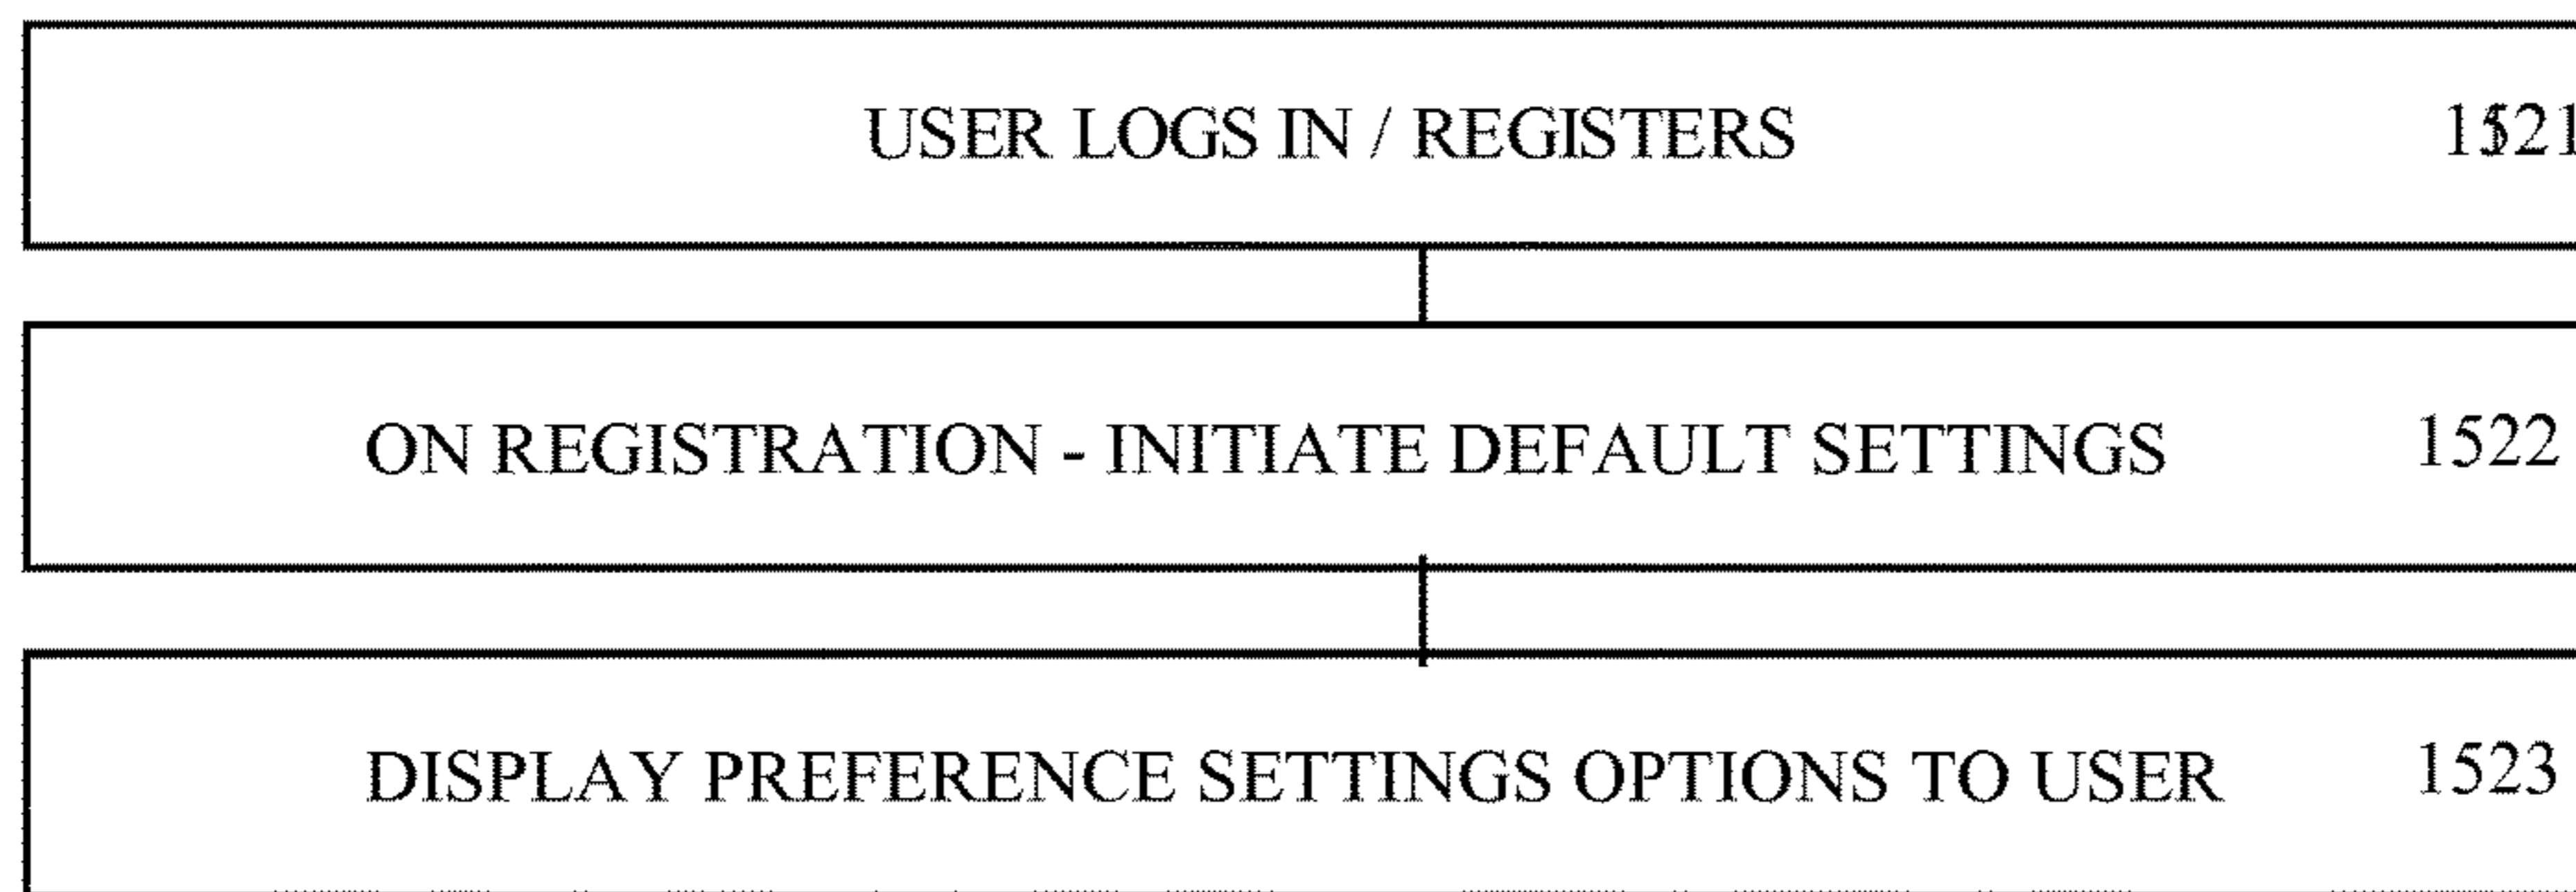 USER LOGS IN / REGISTERS 1521
ON REGISTRATION - INITIATE DEFAULT SETTINGS 1522
DISPLAY PREFERENCE SETTINGS OPTIONS TO USER 1523